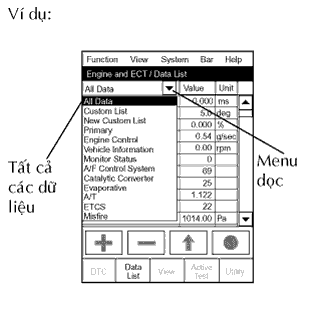 Ví dụ:
Function View System Bar Help
Engine and ECT / Data List
All Data Value Unit
All Data 0.000 ms
Custom List 5.0 deg
New Custom List 0.000 %
Primary 0.54 g/sec
Engine Control 0.00 rpm
Vehicle Information 0
Monitor Status 69
A/F Control System 25
Catalytic Converter 1.122
Evaporative 22
A/T 1014.00 Pa
ETCS
Misfire
Tất cả
các dữ
liệu
Menu
dọc
DTC Data List View Active Test Utility